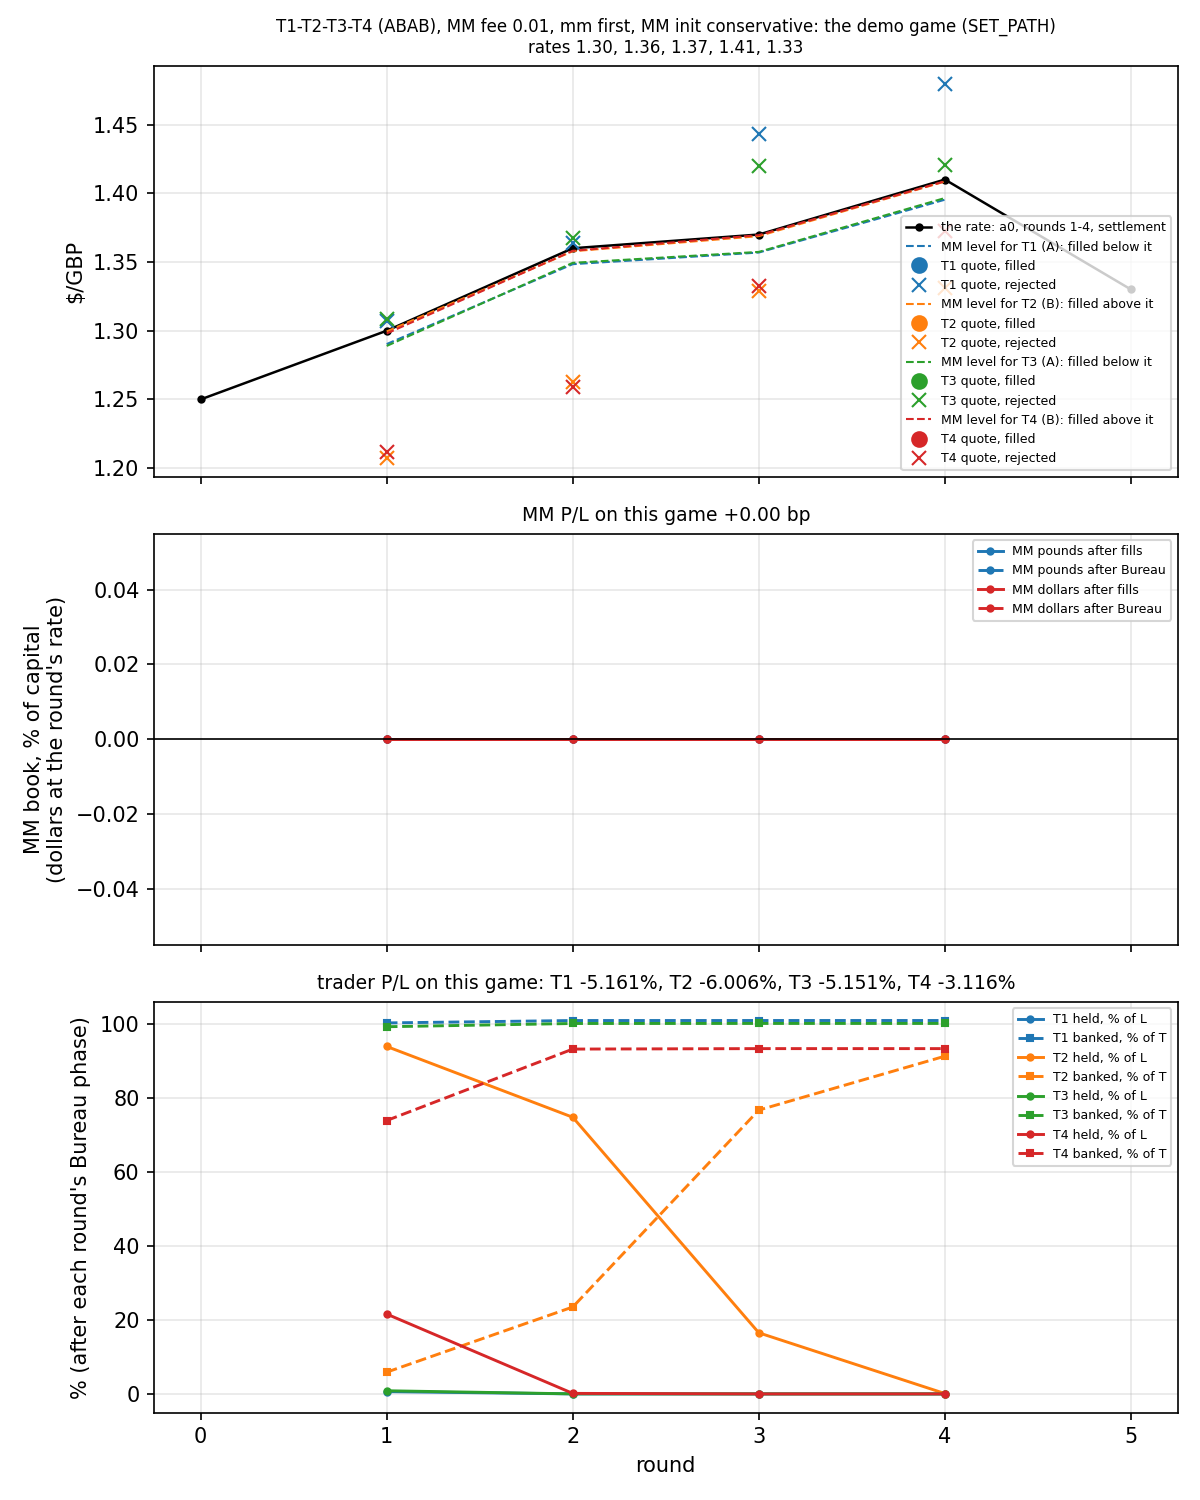 T1-T2-T3-T4 (ABAB), MM fee 0.01, mm first, MM init conservative: the demo game (SET_PATH)
rates 1.30, 1.36, 1.37, 1.41, 1.33
$/GBP
1.45
1.40
1.35
1.30
1.25
1.20
the rate: a0, rounds 1-4, settlement
MM level for T1 (A): filled below it
T1 quote, filled
T1 quote, rejected
MM level for T2 (B): filled above it
T2 quote, filled
T2 quote, rejected
MM level for T3 (A): filled below it
T3 quote, filled
T3 quote, rejected
MM level for T4 (B): filled above it
T4 quote, filled
T4 quote, rejected
MM P/L on this game +0.00 bp
MM book, % of capital
(dollars at the round's rate)
0.04
0.02
0.00
−0.02
−0.04
MM pounds after fills
MM pounds after Bureau
MM dollars after fills
MM dollars after Bureau
trader P/L on this game: T1 -5.161%, T2 -6.006%, T3 -5.151%, T4 -3.116%
% (after each round's Bureau phase)
100
80
60
40
20
0
T1 held, % of L
T1 banked, % of T
T2 held, % of L
T2 banked, % of T
T3 held, % of L
T3 banked, % of T
T4 held, % of L
T4 banked, % of T
0 1 2 3 4 5
round